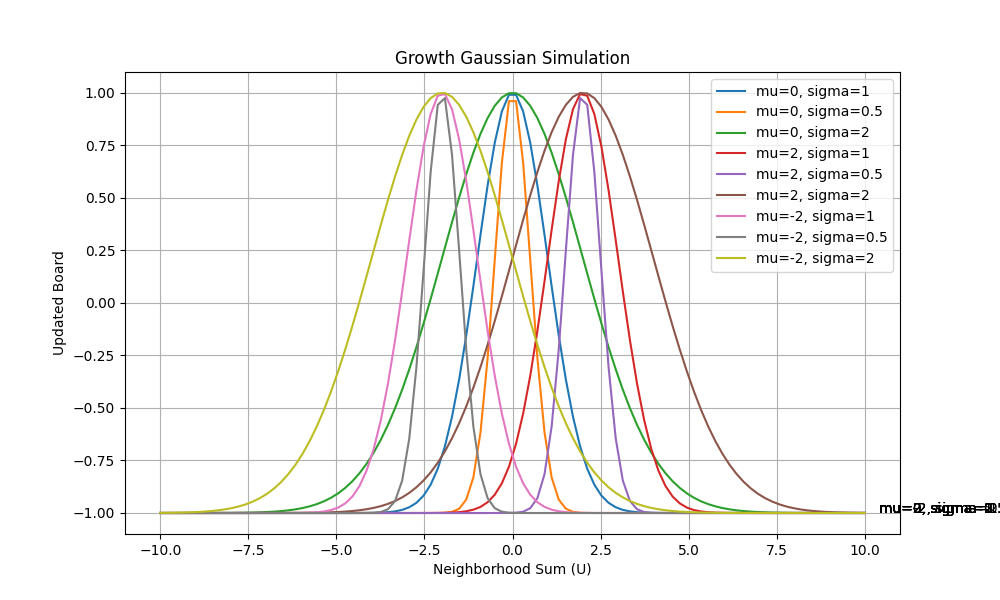 Growth Gaussian Simulation
mu=0, sigma=1
mu=0, sigma=0.5
mu=0, sigma=2
mu=2, sigma=1
mu=2, sigma=0.5
mu=2, sigma=2
mu=-2, sigma=1
mu=-2, sigma=0.5
mu=-2, sigma=2
Updated Board
1.00
0.75
0.50
0.25
0.00
−0.25
−0.50
−0.75
−1.00
−10.0 −7.5 −5.0 −2.5 0.0 2.5 5.0 7.5 10.0
Neighborhood Sum (U)